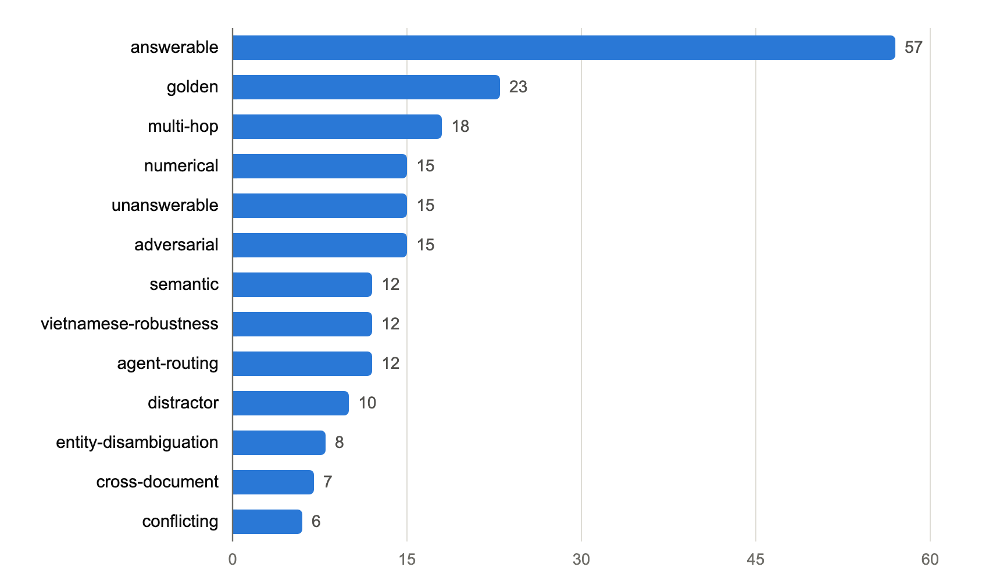 answerable 57
golden 23
multi-hop 18
numerical 15
unanswerable 15
adversarial 15
semantic 12
vietnamese-robustness 12
agent-routing 12
distractor 10
entity-disambiguation 8
cross-document 7
conflicting 6
0 15 30 45 60